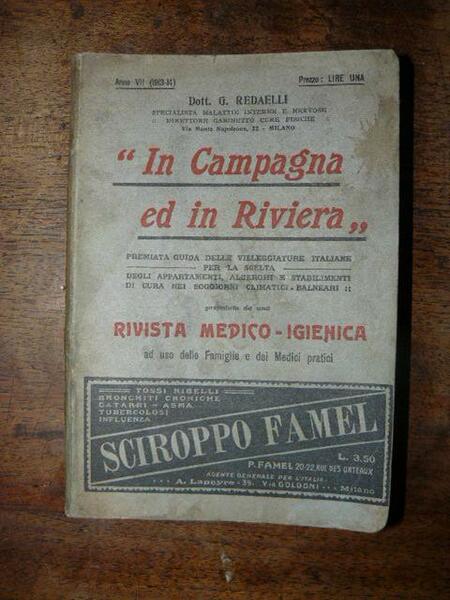 Anno VII (1913-14)
Prezzo: LIRE UNA
Dott. G. REDAELLI
SPECIALISTA MALATTIE INTERNE E NERVOSE
DIRETTORE GABINETTO CURE FISICHE
Via Monte Napoleone, 22 - MILANO
“ In Campagna
ed in Riviera „
PREMIATA GUIDA DELLE VILLEGGIATURE ITALIANE
PER LA SCELTA
DEGLI APPARTAMENTI, ALBERGHI E STABILIMENTI
DI CURA NEI SOGGIORNI CLIMATICI - BALNEARI ::
preceduta da una
RIVISTA MEDICO - IGIENICA
ad uso delle Famiglie e dei Medici pratici
TOSSI RIBELLI
BRONCHITI CRONICHE
CATARRI - ASMA
TUBERCOLOSI
INFLUENZA
SCIROPPO FAMEL
L. 3.50
P. FAMEL 20-22, RUE DES ORTEAUX
AGENTE GENERALE PER L'ITALIA
A. Lapeyre - 39 - Via GOLDONI ··· Milano